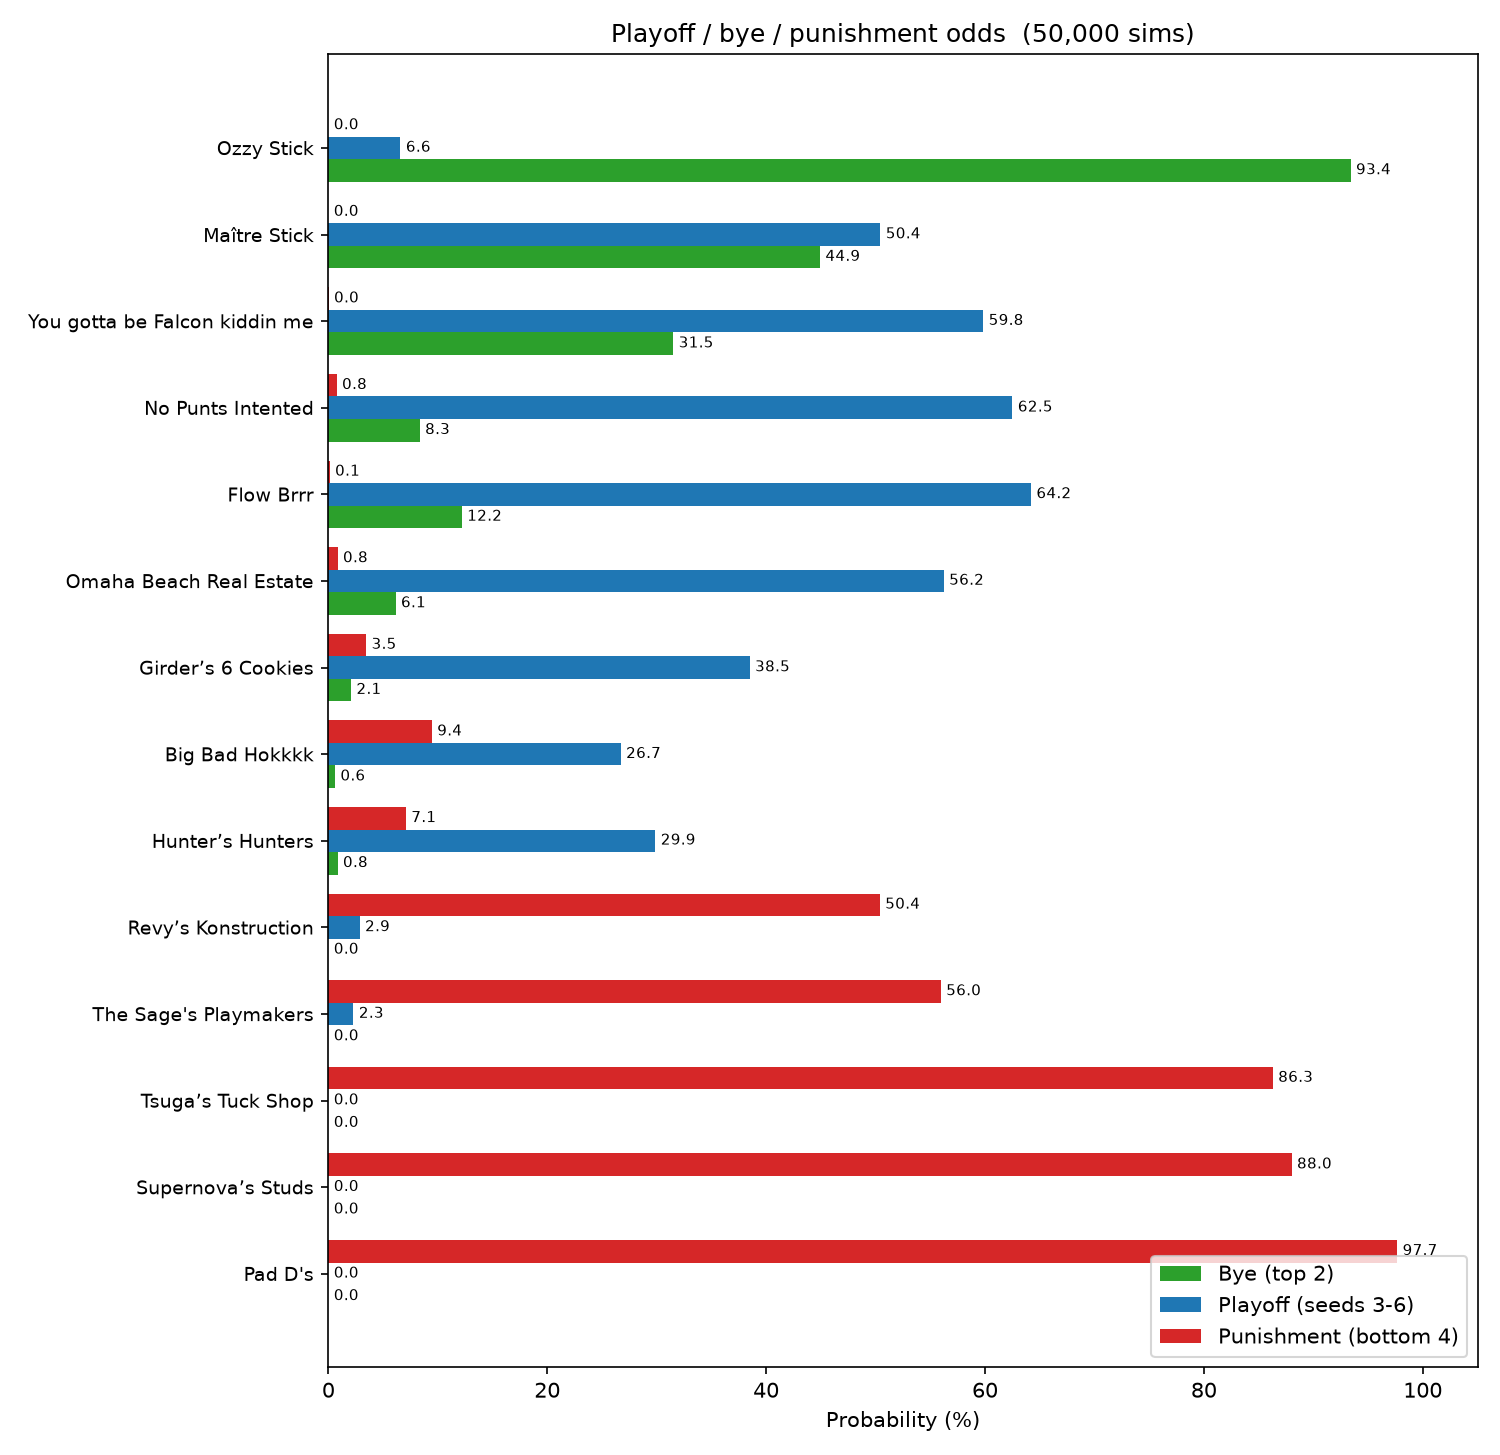 Playoff / bye / punishment odds  (50,000 sims)
Ozzy Stick
0.0
6.6
93.4
Maître Stick
0.0
50.4
44.9
You gotta be Falcon kiddin me
0.0
59.8
31.5
No Punts Intented
0.8
62.5
8.3
Flow Brrr
0.1
64.2
12.2
Omaha Beach Real Estate
0.8
56.2
6.1
Girder’s 6 Cookies
3.5
38.5
2.1
Big Bad Hokkkk
9.4
26.7
0.6
Hunter’s Hunters
7.1
29.9
0.8
Revy’s Konstruction
50.4
2.9
0.0
The Sage's Playmakers
56.0
2.3
0.0
Tsuga’s Tuck Shop
86.3
0.0
0.0
Supernova’s Studs
88.0
0.0
0.0
Pad D's
97.7
0.0
0.0
Bye (top 2)
Playoff (seeds 3-6)
Punishment (bottom 4)
0 20 40 60 80 100
Probability (%)